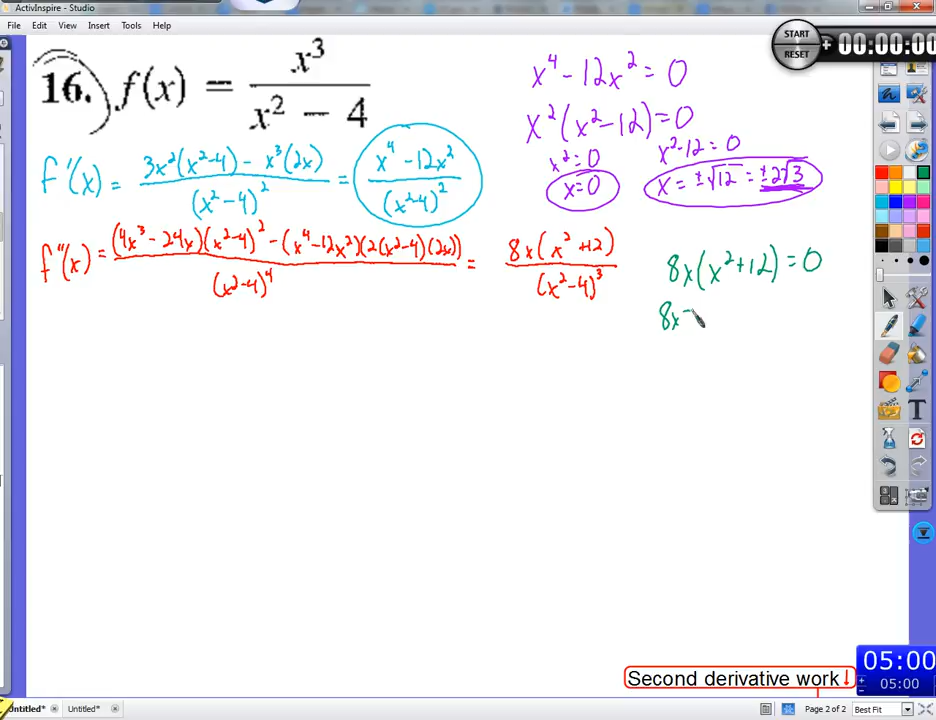 ActivInspire - Studio
File Edit View Insert Tools Help
START
RESET
00:00:00
16. f(x) = x³ / (x² − 4)
x⁴ − 12x² = 0
x²(x² − 12) = 0
x² = 0
x² − 12 = 0
x = 0
x = ±√12 = ±2√3
f'(x) = (3x²(x² − 4) − x³(2x)) / (x² − 4)² = (x⁴ − 12x²) / (x² − 4)²
f''(x) = ((4x³ − 24x)(x² − 4)² − (x⁴ − 12x²)(2(x² − 4)(2x))) / (x² − 4)⁴ = 8x(x² + 12) / (x² − 4)³
8x(x² + 12) = 0
8x
05:00
05:00
Second derivative work↓
Untitled* Untitled* Page 2 of 2 Best Fit